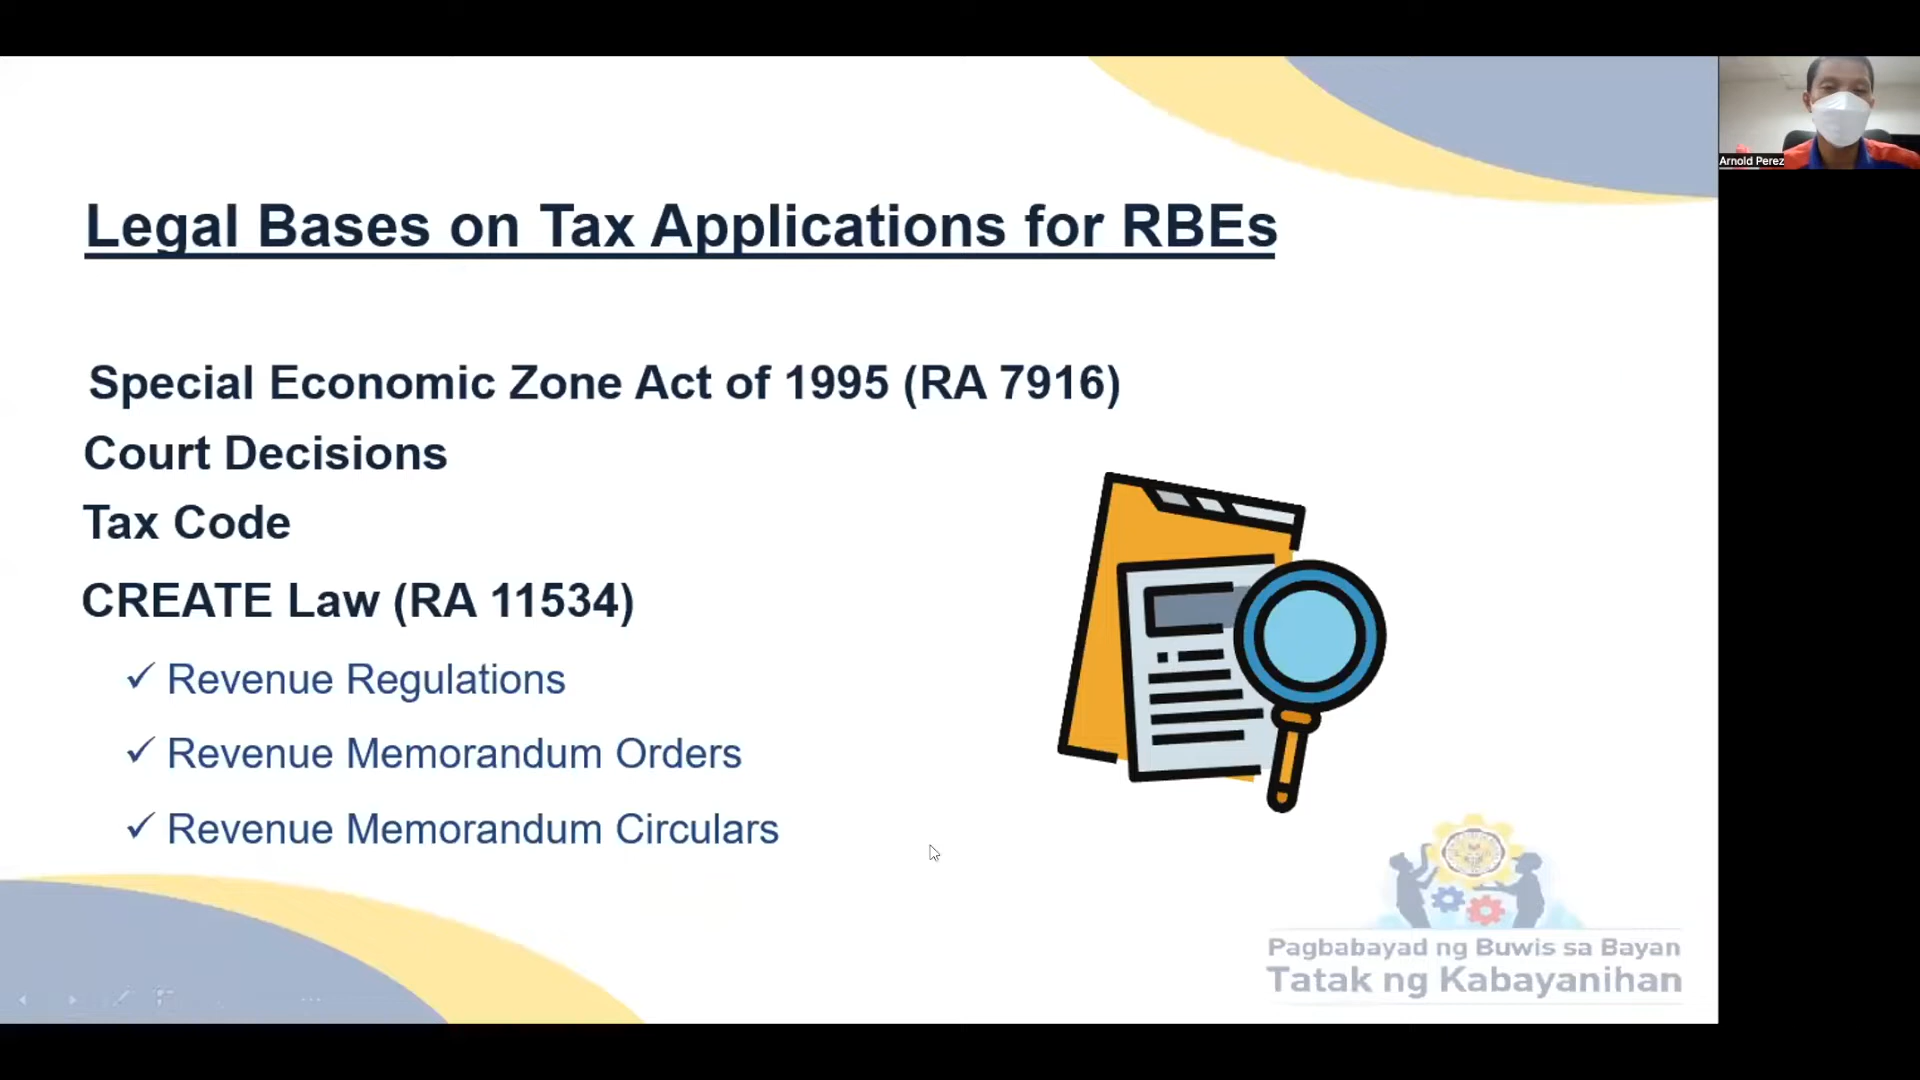 Legal Bases on Tax Applications for RBEs
Special Economic Zone Act of 1995 (RA 7916)
Court Decisions
Tax Code
CREATE Law (RA 11534)
✓ Revenue Regulations
✓ Revenue Memorandum Orders
✓ Revenue Memorandum Circulars
Pagbabayad ng Buwis sa Bayan
Tatak ng Kabayanihan
Arnold Perez